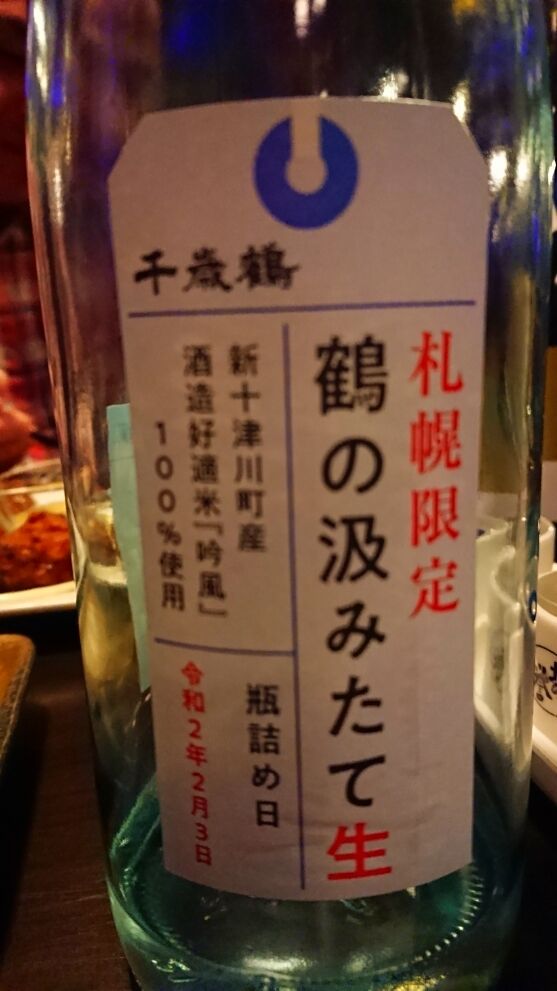 千歳鶴
札幌限定
鶴の汲みたて生
新十津川町産
酒造好適米「吟風」
100%使用
瓶詰め日
令和2年2月3日